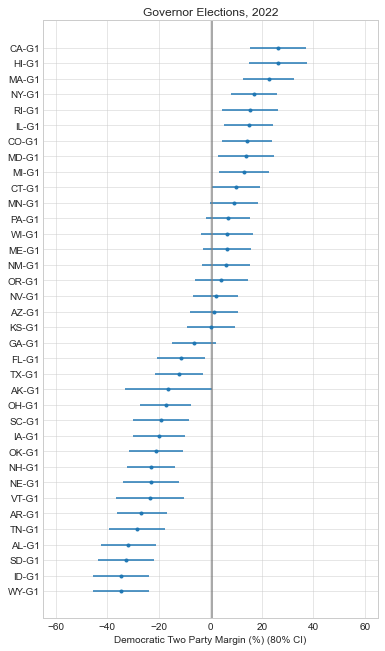 Governor Elections, 2022
CA-G1
HI-G1
MA-G1
NY-G1
RI-G1
IL-G1
CO-G1
MD-G1
MI-G1
CT-G1
MN-G1
PA-G1
WI-G1
ME-G1
NM-G1
OR-G1
NV-G1
AZ-G1
KS-G1
GA-G1
FL-G1
TX-G1
AK-G1
OH-G1
SC-G1
IA-G1
OK-G1
NH-G1
NE-G1
VT-G1
AR-G1
TN-G1
AL-G1
SD-G1
ID-G1
WY-G1
−60 −40 −20 0 20 40 60
Democratic Two Party Margin (%) (80% CI)